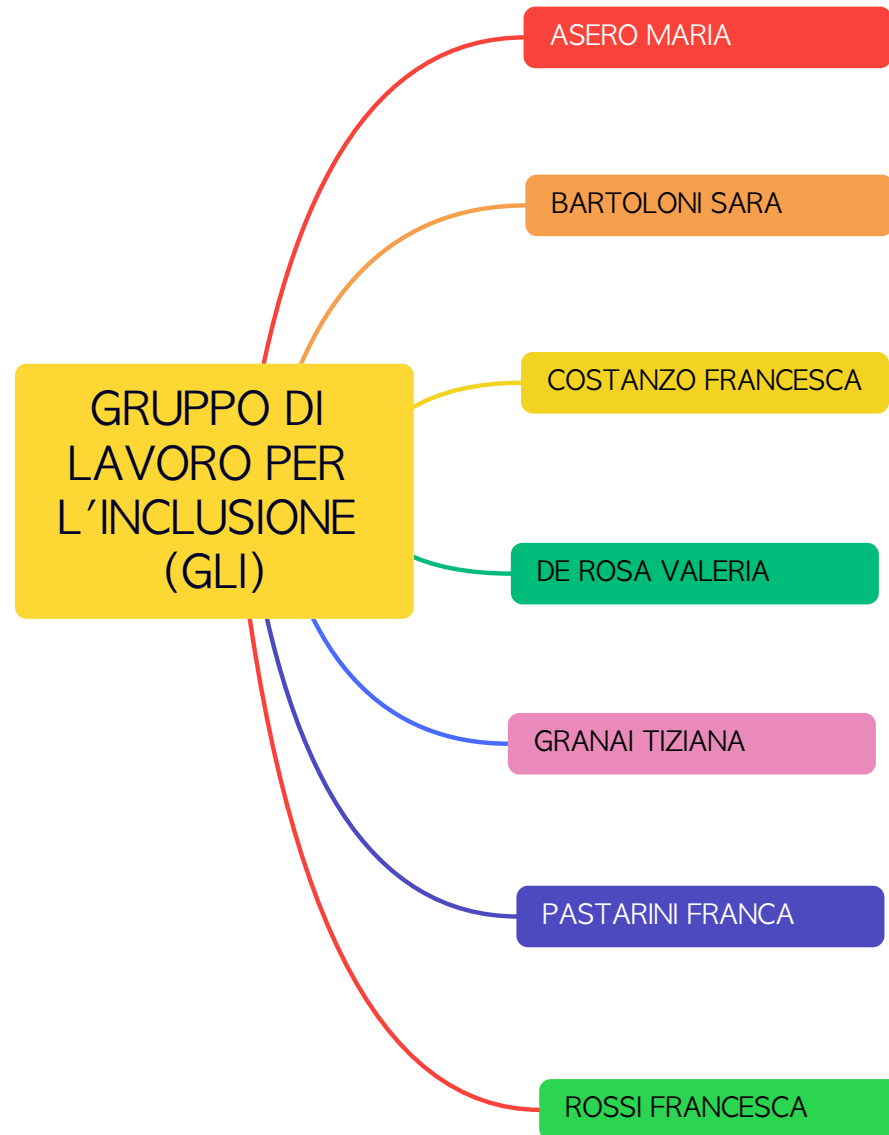 ASERO MARIA
BARTOLONI SARA
COSTANZO FRANCESCA
GRUPPO DI
LAVORO PER
L'INCLUSIONE
(GLI)
DE ROSA VALERIA
GRANAI TIZIANA
PASTARINI FRANCA
ROSSI FRANCESCA